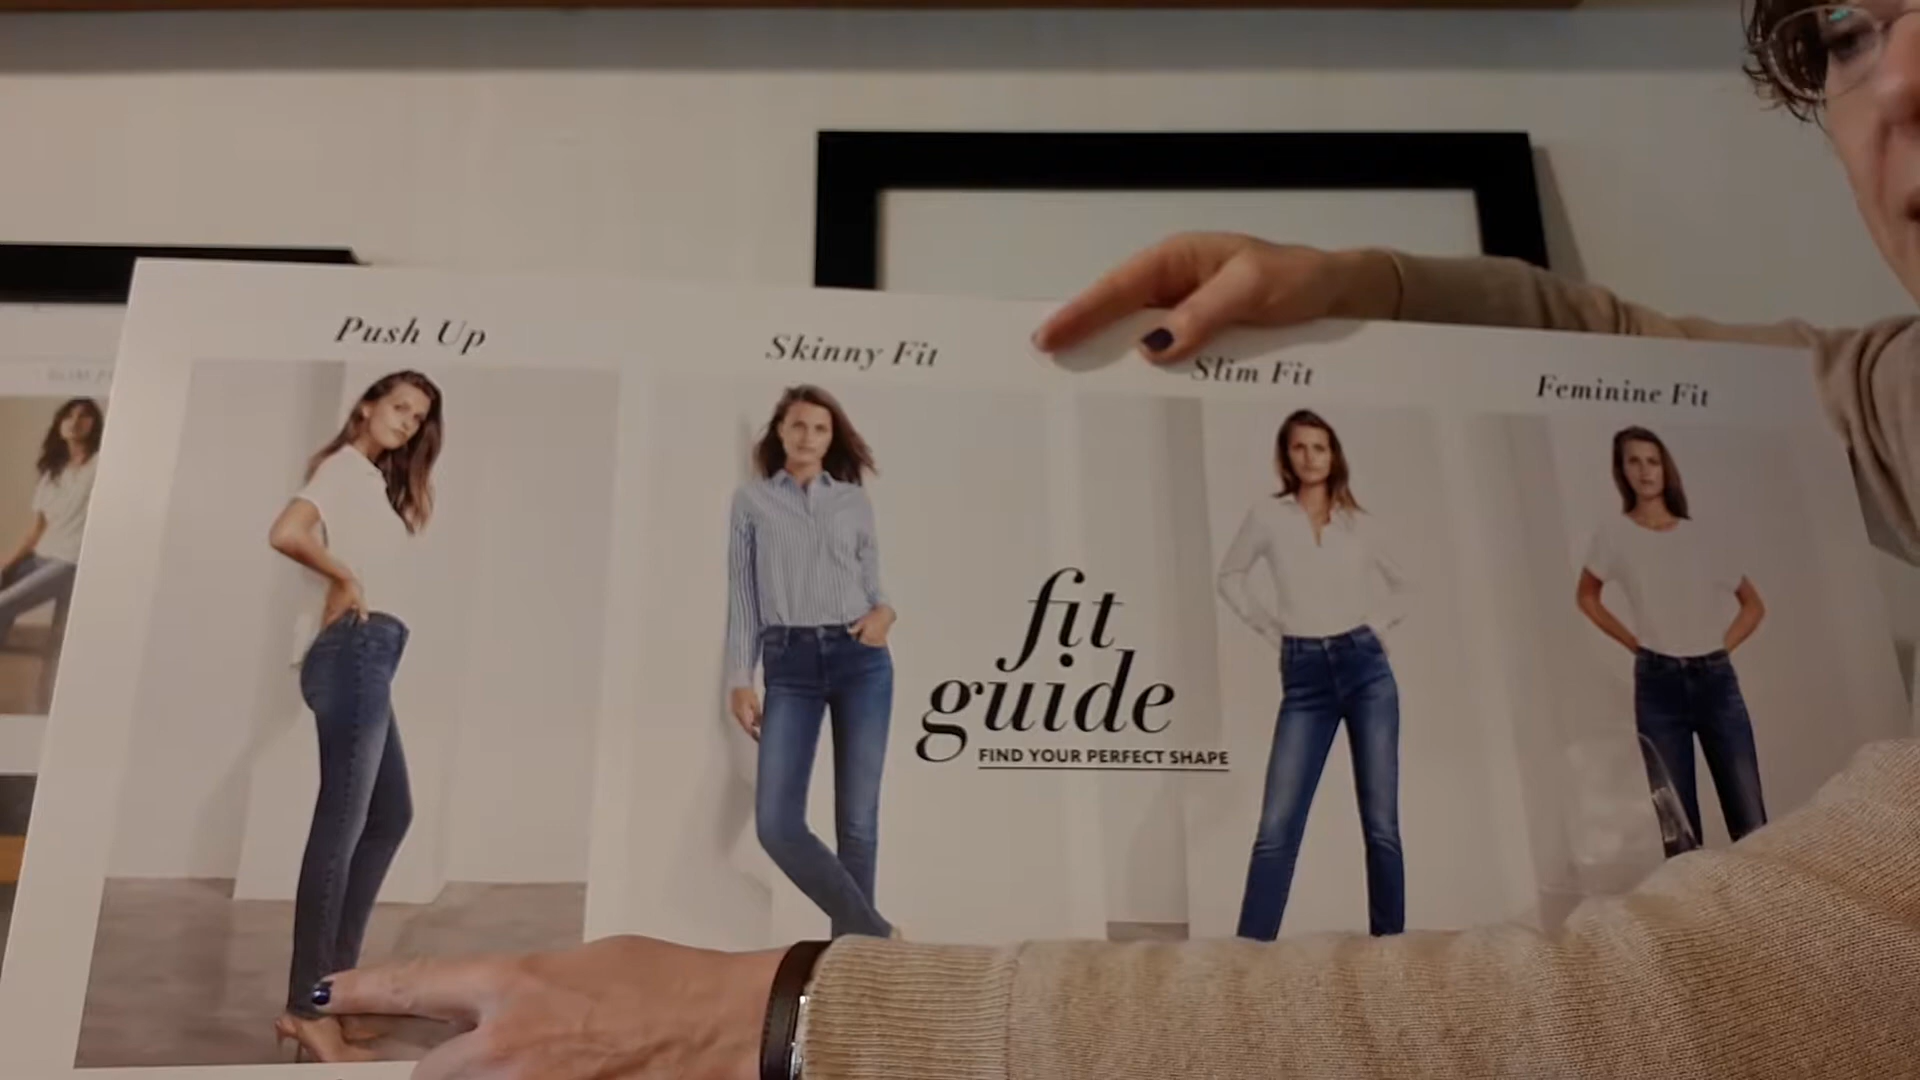 Push Up
Skinny Fit
Slim Fit
Feminine Fit
fit
guide
FIND YOUR PERFECT SHAPE